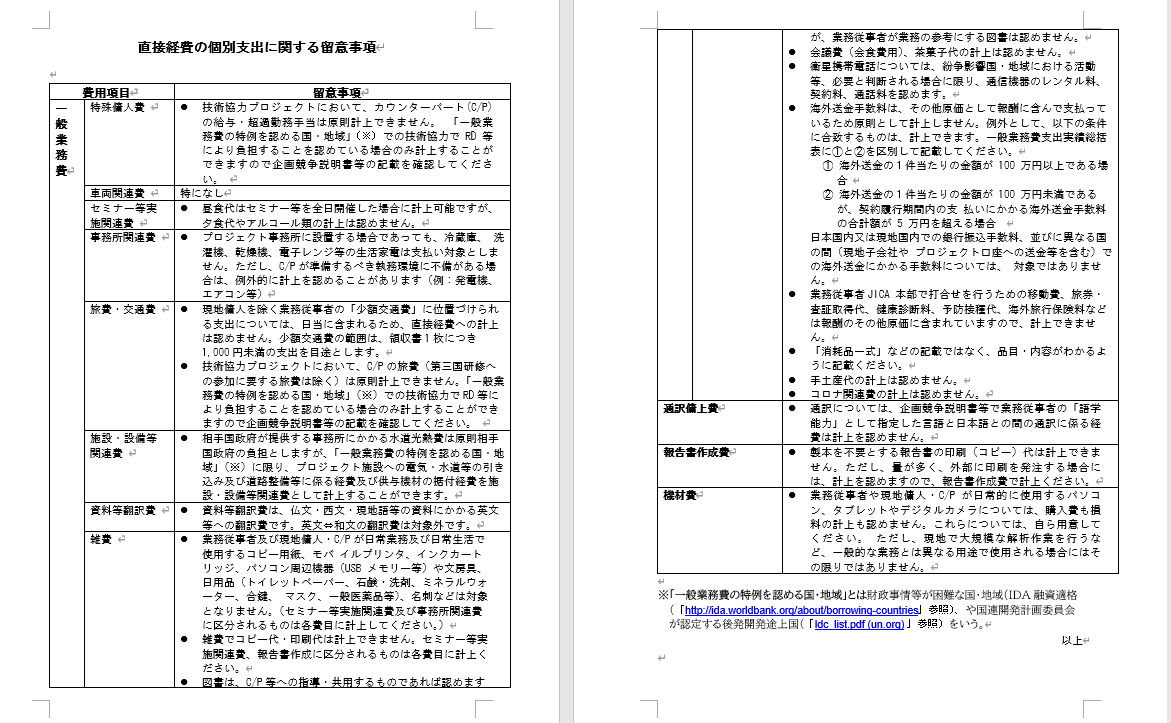 直接経費の個別支出に関する留意事項
費用項目
留意事項
一般業務費
特殊傭人費
● 技術協力プロジェクトにおいて、カウンターパート(C/P)
の給与・超過勤務手当は原則計上できません。 「一般業
務費の特例を認める国・地域」(※）での技術協力で RD 等
により負担することを認めている場合のみ計上することが
できますので企画競争説明書等の記載を確認してくださ
い。
車両関連費
特になし
セミナー等実
施関連費
● 昼食代はセミナー等を全日開催した場合に計上可能ですが、
夕食代やアルコール類の計上は認めません。
事務所関連費
● プロジェクト事務所に設置する場合であっても、冷蔵庫、 洗
濯機、乾燥機、電子レンジ等の生活家電は支払い対象としま
せん。ただし、C/P が準備するべき執務環境に不備がある場
合は、例外的に計上を認めることがあります（例：発電機、
エアコン等）
旅費・交通費
● 現地傭人を除く業務従事者の「少額交通費」に位置づけられ
る支出については、日当に含まれるため、直接経費への計上
は認めません。少額交通費の範囲は、領収書１枚につき
1,000 円未満の支出を目途とします。
● 技術協力プロジェクトにおいて、C/P の旅費（第三国研修へ
の参加に要する旅費は除く）は原則計上できません。「一般業
務費の特例を認める国・地域」（※）での技術協力で RD 等に
より負担することを認めている場合のみ計上することができ
ますので企画競争説明書等の記載を確認してください。
施設・設備等
関連費
● 相手国政府が提供する事務所にかかる水道光熱費は原則相手
国政府の負担としますが、「一般業務費の特例を認める国・地
域」（※）に限り、プロジェクト施設への電気・水道等の引き
込み及び道路整備等に係る経費及び供与機材の据付経費を施
設・設備等関連費として計上することができます。
資料等翻訳費
● 資料等翻訳費は、仏文・西文・現地語等の資料にかかる英文
等への翻訳費です。英文⇔和文の翻訳費は対象外です。
雑費
● 業務従事者及び現地傭人・C/P が日常業務及び日常生活で
使用するコピー用紙、モバ イルプリンタ、インクカート
リッジ、パソコン周辺機器（USB メモリー等）や文房具、
日用品（トイレットペーパー、石鹸・洗剤、ミネラルウォ
ーター、合鍵、 マスク、一般医薬品等）、名刺などは対象
となりません。（セミナー等実施関連費及び事務所関連費
に区分されるものは各費目に計上してください。）
● 雑費でコピー代・印刷代は計上できません。セミナー等実
施関連費、報告書作成に区分されるものは各費目に計上く
ださい。
● 図書は、C/P 等への指導・共用するものであれば認めます
が、業務従事者が業務の参考にする図書は認めません。
● 会議費（会食費用）、茶菓子代の計上は認めません。
● 衛星携帯電話については、紛争影響国・地域における活動
等、必要と判断される場合に限り、通信機器のレンタル料、
契約料、通話料を認めます。
● 海外送金手数料は、その他原価として報酬に含んで支払って
いるため原則として計上しません。例外として、以下の条件
に合致するものは、計上できます。一般業務費支出実績総括
表に①と②を区別して記載してください。
① 海外送金の１件当たりの金額が 100 万円以上である場
合
② 海外送金の１件当たりの金額が 100 万円未満である
が、契約履行期間内の支 払いにかかる海外送金手数料
の合計額が 5 万円を超える場合
日本国内又は現地国内での銀行振込手数料、並びに異なる国
の間（現地子会社や プロジェクト口座への送金等を含む）で
の海外送金にかかる手数料については、 対象ではありませ
ん。
● 業務従事者 JICA 本部で打合せを行うための移動費、旅券・
査証取得代、健康診断料、予防接種代、海外旅行保険料など
は報酬のその他原価に含まれていますので、計上できませ
ん。
● 「消耗品一式」などの記載ではなく、品目・内容がわかるよ
うに記載ください。
● 手土産代の計上は認めません。
● コロナ関連費の計上は認めません。
通訳傭上費
● 通訳については、企画競争説明書等で業務従事者の「語学
能力」として指定した言語と日本語との間の通訳に係る経
費は計上を認めません。
報告書作成費
● 製本を不要とする報告書の印刷（コピー）代は計上できませ
ん。ただし、量が多く、外部に印刷を発注する場合に
は、計上を認めますので、報告書作成費で計上ください。
機材費
● 業務従事者や現地傭人・C/P が日常的に使用するパソコ
ン、タブレットやデジタルカメラについては、購入費も損
料の計上も認めません。これらについては、自ら用意して
ください。 ただし、現地で大規模な解析作業を行うな
ど、一般的な業務とは異なる用途で使用される場合にはそ
の限りではありません。
※「一般業務費の特例を認める国・地域」とは財政事情等が困難な国・地域（IDA 融資適格
（「http://ida.worldbank.org/about/borrowing-countries」参照）、や国連開発計画委員会
が認定する後発開発途上国（「ldc_list.pdf (un.org)」参照）をいう。
以上